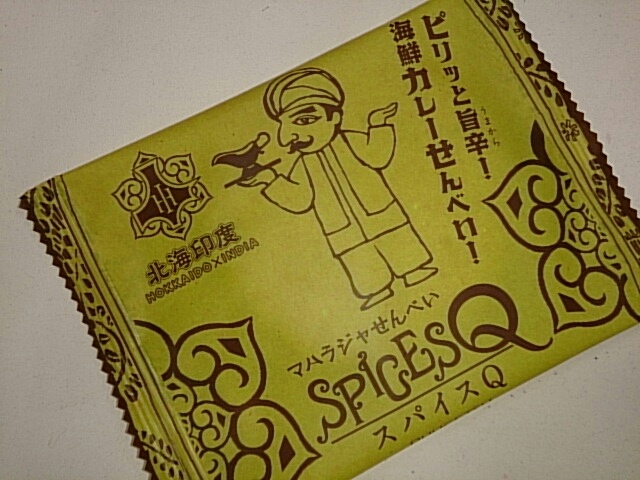 ピリッと旨辛!
うまから
海鮮カレーせんべい!
H
北海印度
HOKKAIDO×INDIA
マハラジャせんべい
SPICESQ
スパイスQ